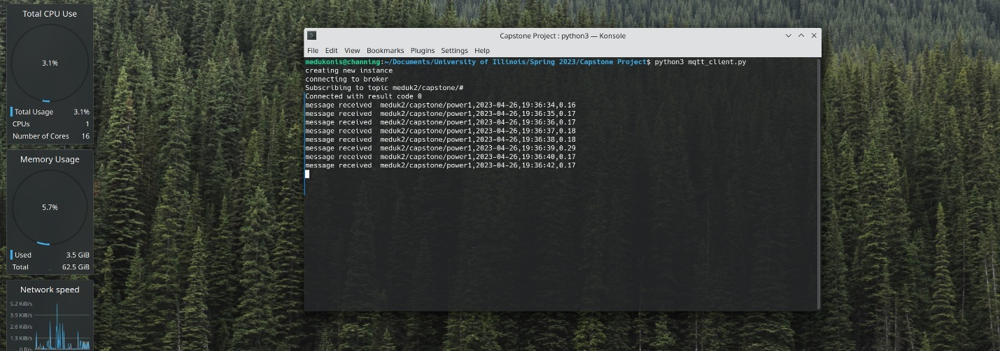 Total CPU Use
3.1%
Total Usage 3.1%
CPUs 1
Number of Cores 16
Memory Usage
5.7%
Used 3.5 GiB
Total 62.5 GiB
Network speed
5.2 KiB/s
3.9 KiB/s
2.6 KiB/s
1.3 KiB/s
0 B/s
Capstone Project : python3 — Konsole
File Edit View Bookmarks Plugins Settings Help
medukonis@channing:~/Documents/University of Illinois/Spring 2023/Capstone Project$ python3 mqtt_client.py
creating new instance
connecting to broker
Subscribing to topic meduk2/capstone/#
Connected with result code 0
message received  meduk2/capstone/power1,2023-04-26,19:36:34,0.16
message received  meduk2/capstone/power1,2023-04-26,19:36:35,0.17
message received  meduk2/capstone/power1,2023-04-26,19:36:36,0.17
message received  meduk2/capstone/power1,2023-04-26,19:36:37,0.18
message received  meduk2/capstone/power1,2023-04-26,19:36:38,0.18
message received  meduk2/capstone/power1,2023-04-26,19:36:39,0.29
message received  meduk2/capstone/power1,2023-04-26,19:36:40,0.17
message received  meduk2/capstone/power1,2023-04-26,19:36:42,0.17